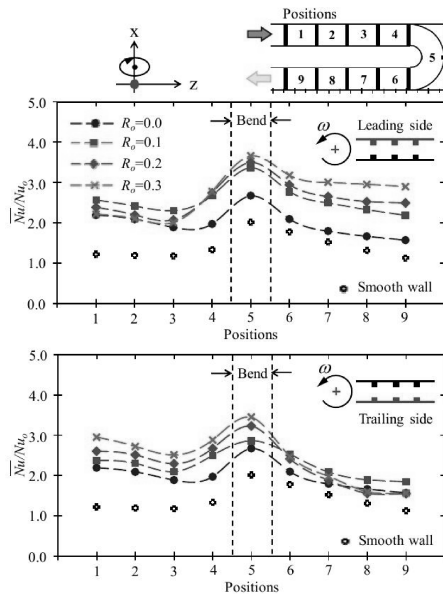 Positions
X
Z
1 2 3 4
5
9 8 7 6
5.0
4.0
3.0
2.0
1.0
0.0
Nu/Nuo
Ro=0.0
Ro=0.1
Ro=0.2
Ro=0.3
Bend
ω
Leading side
Smooth wall
1 2 3 4 5 6 7 8 9
Positions
5.0
4.0
3.0
2.0
1.0
0.0
Nu/Nuo
Bend
ω
Trailing side
Smooth wall
1 2 3 4 5 6 7 8 9
Positions